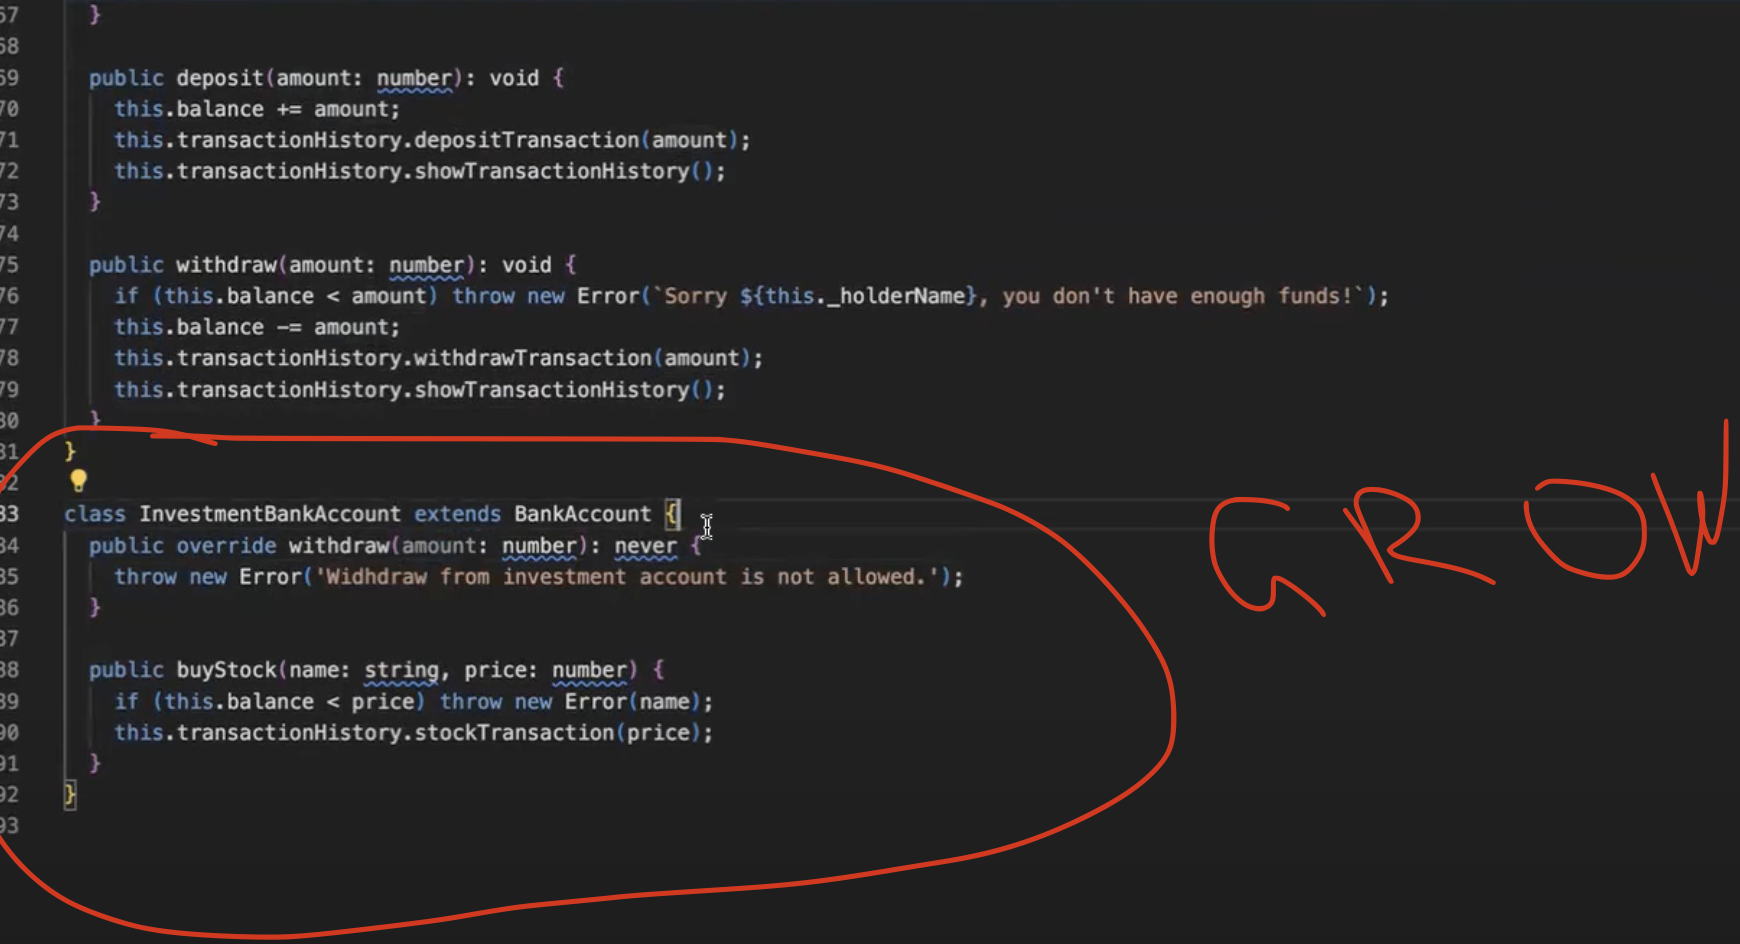 67 }
68
69 public deposit(amount: number): void {
70 this.balance += amount;
71 this.transactionHistory.depositTransaction(amount);
72 this.transactionHistory.showTransactionHistory();
73 }
74
75 public withdraw(amount: number): void {
76 if (this.balance < amount) throw new Error(`Sorry ${this._holderName}, you don't have enough funds!`);
77 this.balance -= amount;
78 this.transactionHistory.withdrawTransaction(amount);
79 this.transactionHistory.showTransactionHistory();
80 }
81 }
82
83 class InvestmentBankAccount extends BankAccount {
84 public override withdraw(amount: number): never {
85 throw new Error('Widhdraw from investment account is not allowed.');
86 }
87
88 public buyStock(name: string, price: number) {
89 if (this.balance < price) throw new Error(name);
90 this.transactionHistory.stockTransaction(price);
91 }
92 }
93
GROW